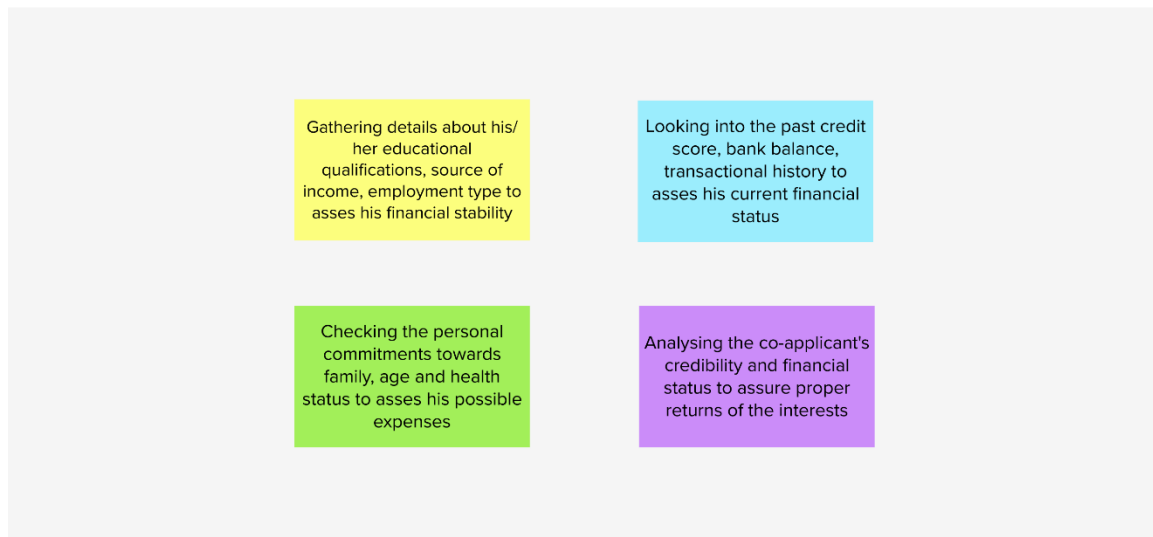 Gathering details about his/
her educational
qualifications, source of
income, employment type to
asses his financial stability
Looking into the past credit
score, bank balance,
transactional history to
asses his current financial
status
Checking the personal
commitments towards
family, age and health
status to asses his possible
expenses
Analysing the co-applicant's
credibility and financial
status to assure proper
returns of the interests